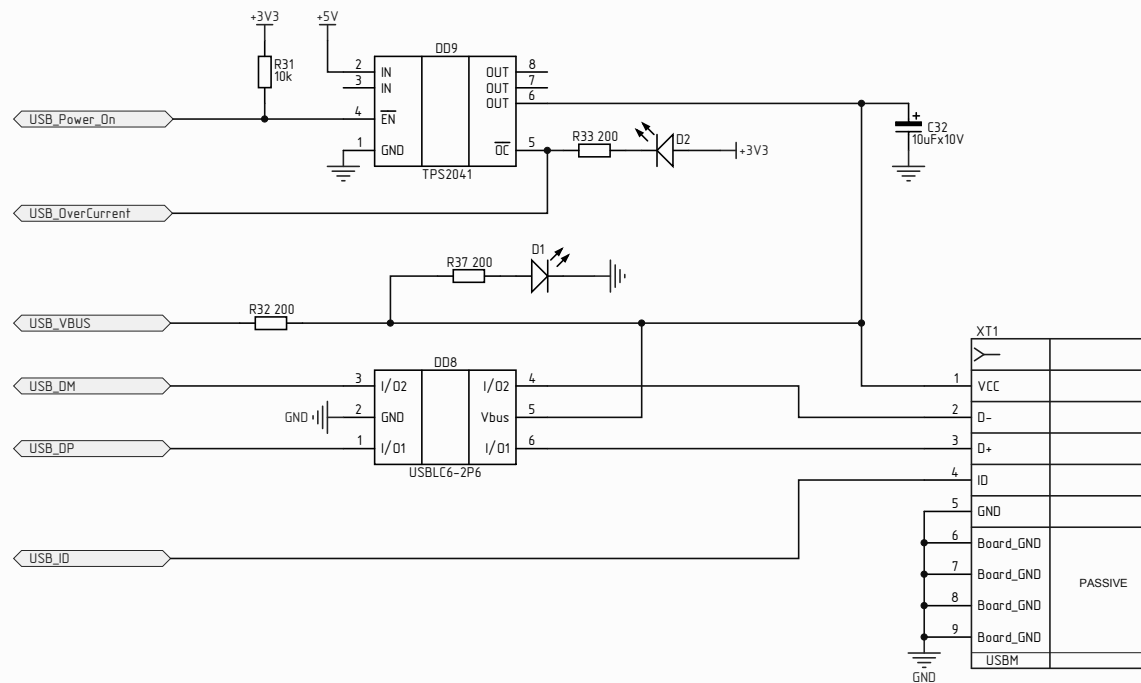 +3V3
+5V
R31
10k
DD9
2 IN
3 IN
4 EN
1 GND
OUT 8
OUT 7
OUT 6
OC 5
TPS2041
USB_Power_On
R33 200
D2
+3V3
+
C32
10uFx10V
USB_OverCurrent
R37 200
D1
R32 200
USB_VBUS
DD8
3 I/O2
2 GND
1 I/O1
I/O2 4
Vbus 5
I/O1 6
USBLC6-2P6
USB_DM
GND
USB_DP
USB_ID
XT1
1 VCC
2 D-
3 D+
4 ID
5 GND
6 Board_GND
7 Board_GND
8 Board_GND
9 Board_GND
PASSIVE
USBM
GND